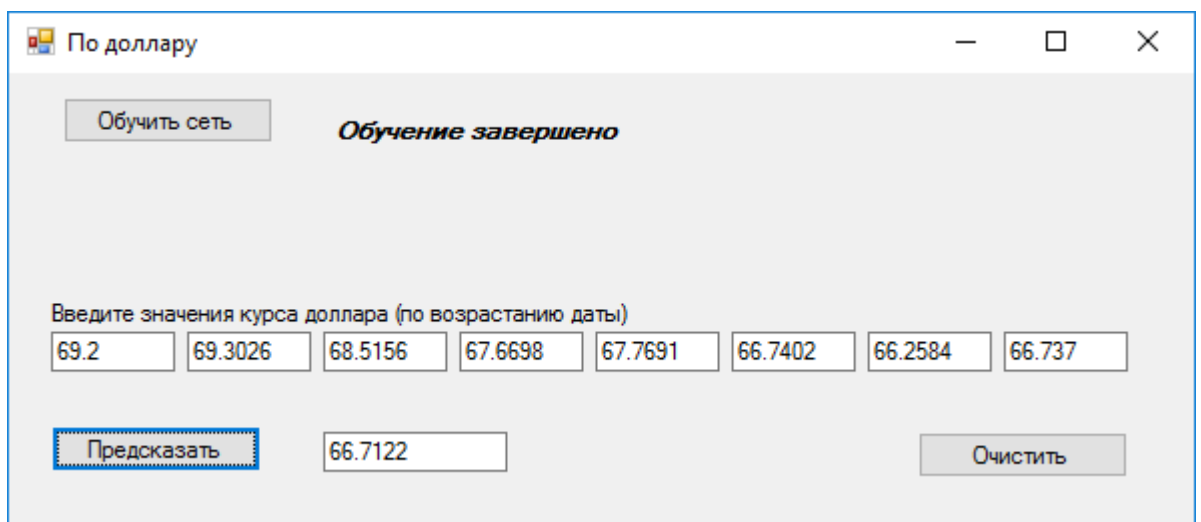 По доллару
Обучить сеть Обучение завершено
Введите значения курса доллара (по возрастанию даты)
69.2 69.3026 68.5156 67.6698 67.7691 66.7402 66.2584 66.737
Предсказать 66.7122 Очистить